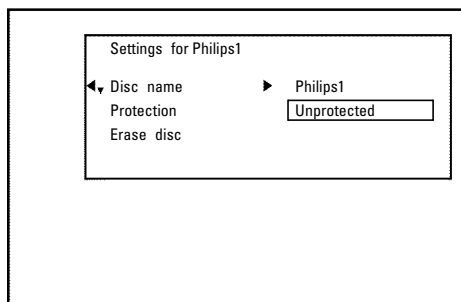 Settings for Philips1
Disc name Philips1
Protection Unprotected
Erase disc